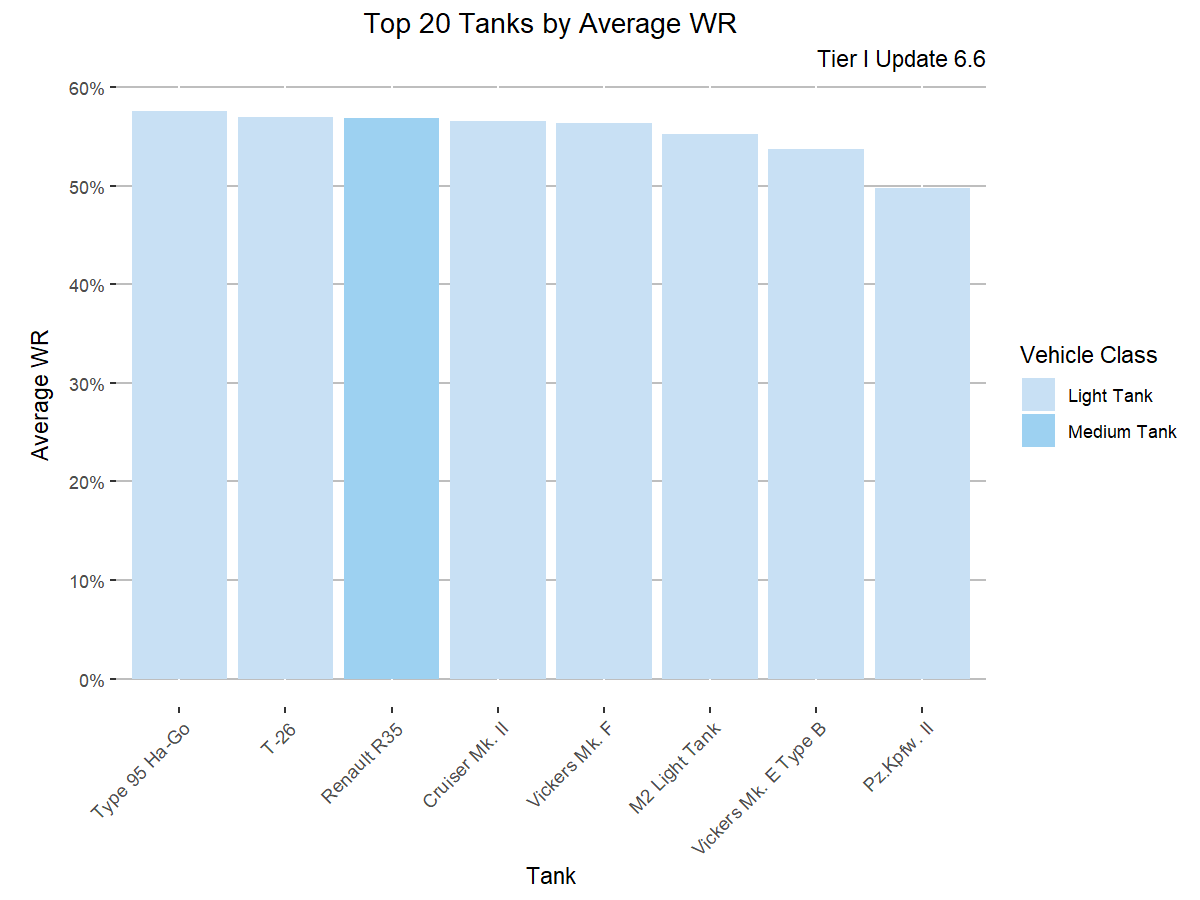 Top 20 Tanks by Average WR
Tier I Update 6.6
60%
50%
40%
30%
20%
10%
0%
Average WR
Type 95 Ha-Go
T-26
Renault R35
Cruiser Mk. II
Vickers Mk. F
M2 Light Tank
Vickers Mk. E Type B
Pz.Kpfw. II
Tank
Vehicle Class
Light Tank
Medium Tank